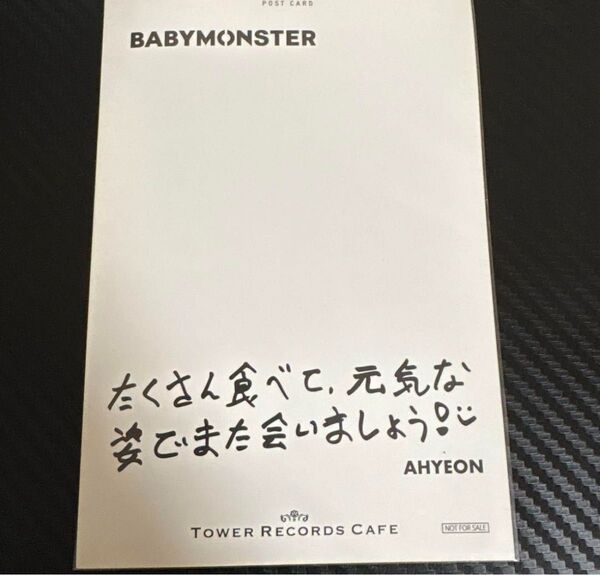 POST CARD
BABYMONSTER
たくさん食べて、元気な
姿でまた会いましょう!
AHYEON
TOWER RECORDS CAFE
NOT FOR SALE